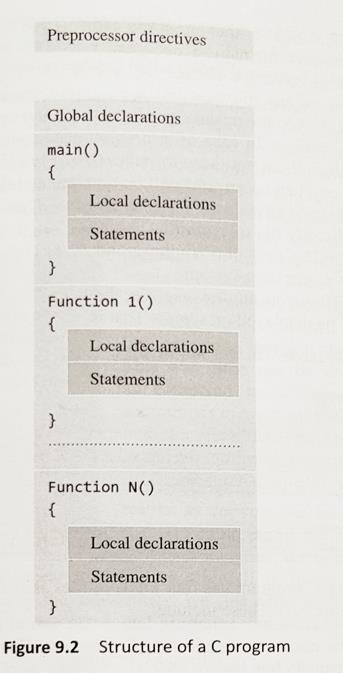 Preprocessor directives
Global declarations
main()
{
Local declarations
Statements
}
Function 1()
{
Local declarations
Statements
}
................................................
Function N()
{
Local declarations
Statements
}
Figure 9.2 Structure of a C program